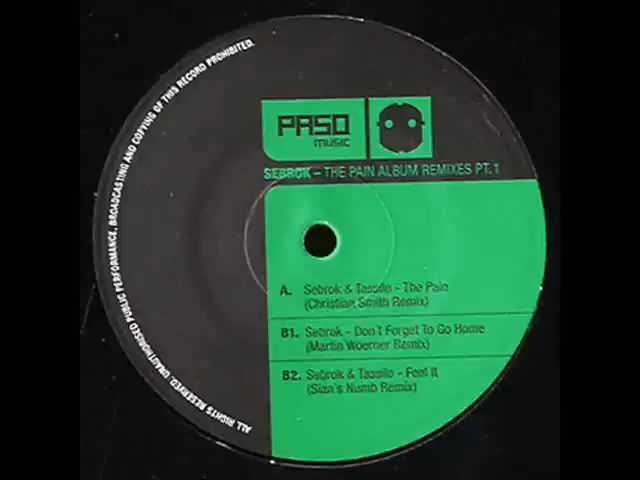 ALL RIGHTS RESERVED. UNAUTHORISED PUBLIC PERFORMANCE, BROADCASTING AND COPYING OF THIS RECORD PROHIBITED.
PASO
MUSIC
SEBROK – THE PAIN ALBUM REMIXES PT. 1
A. Sebrok & Tassilo - The Pain
(Christian Smith Remix)
B1. Sebrok - Don't Forget To Go Home
(Martin Woerner Remix)
B2. Sebrok & Tassilo - Feel It
(Sian's Numb Remix)